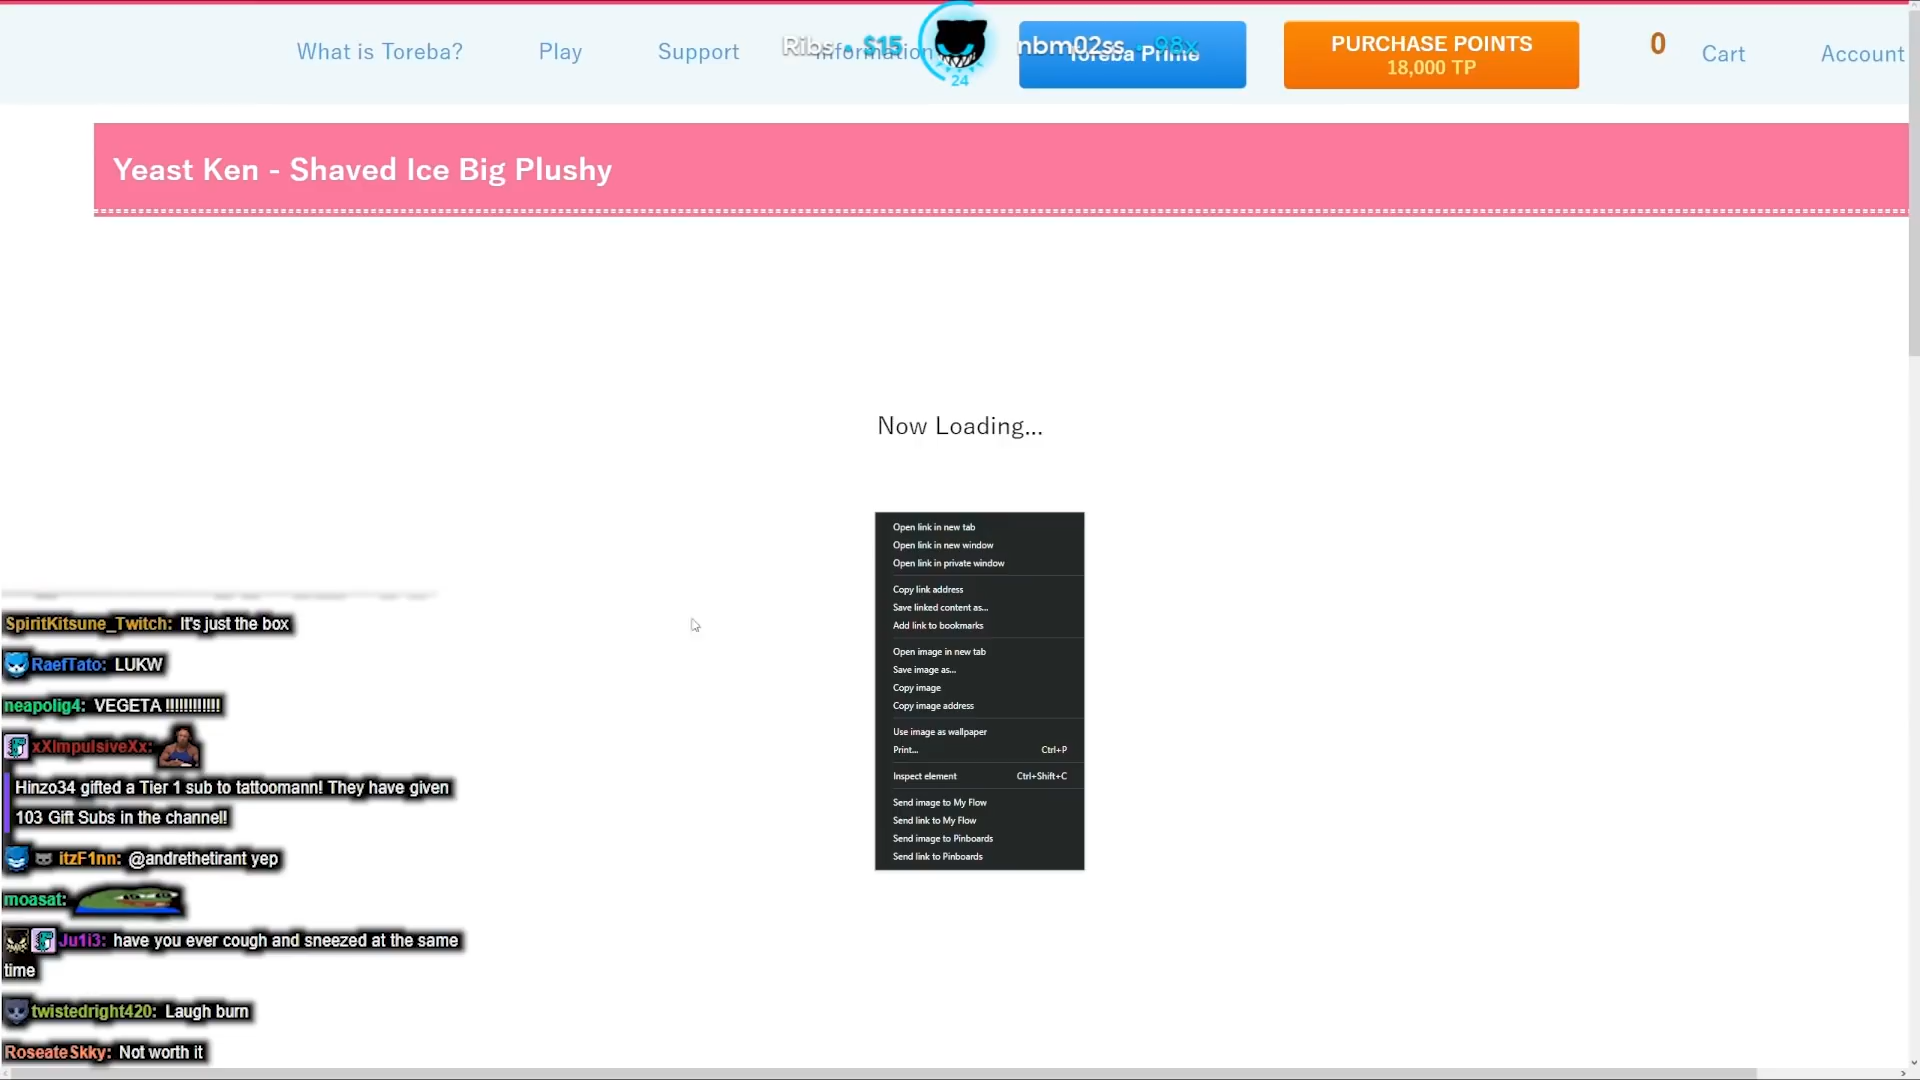 What is Toreba?
Play
Support
Information
Ribs • $15
24
nbm02ss • 98x
Toreba Prime
PURCHASE POINTS
18,000 TP
0
Cart
Account
Yeast Ken - Shaved Ice Big Plushy
Now Loading...
Open link in new tab
Open link in new window
Open link in private window
Copy link address
Save linked content as...
Add link to bookmarks
Open image in new tab
Save image as...
Copy image
Copy image address
Use image as wallpaper
Print... Ctrl+P
Inspect element Ctrl+Shift+C
Send image to My Flow
Send link to My Flow
Send image to Pinboards
Send link to Pinboards
SpiritKitsune_Twitch: It's just the box
RaefTato: LUKW
neapolig4: VEGETA !!!!!!!!!!!!
xXImpulsiveXx:
Hinzo34 gifted a Tier 1 sub to tattoomann! They have given
103 Gift Subs in the channel!
itzF1nn: @andrethetirant yep
moasat:
Ju1i3: have you ever cough and sneezed at the same
time
twistedright420: Laugh burn
RoseateSkky: Not worth it